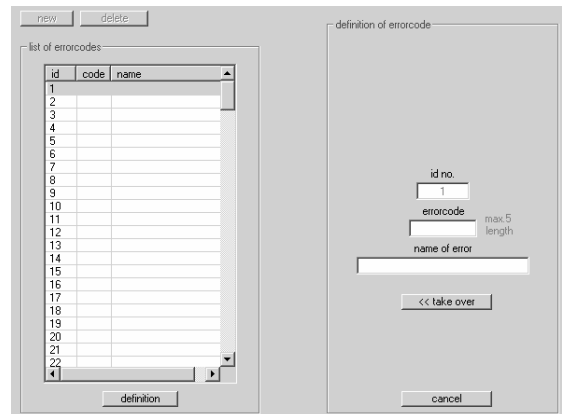 new delete
list of errorcodes
id code name
1
2
3
4
5
6
7
8
9
10
11
12
13
14
15
16
17
18
19
20
21
22
definition
definition of errorcode
id no.
1
errorcode
max.5
length
name of error
<< take over
cancel